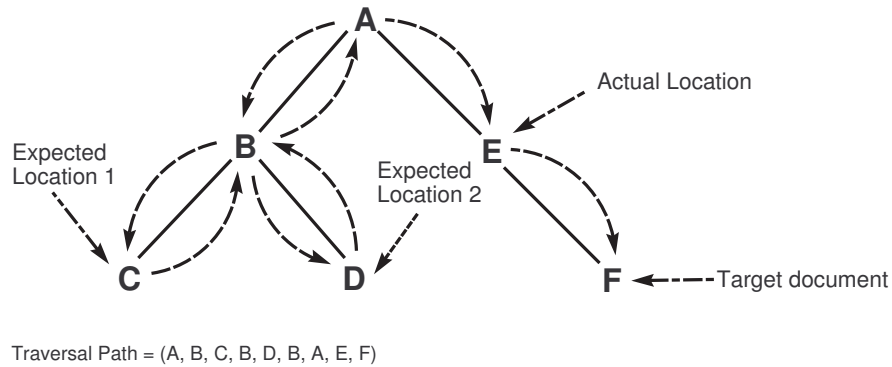 A
Actual Location
B
E
Expected
Location 1
Expected
Location 2
C
D
F
Target document
Traversal Path = (A, B, C, B, D, B, A, E, F)